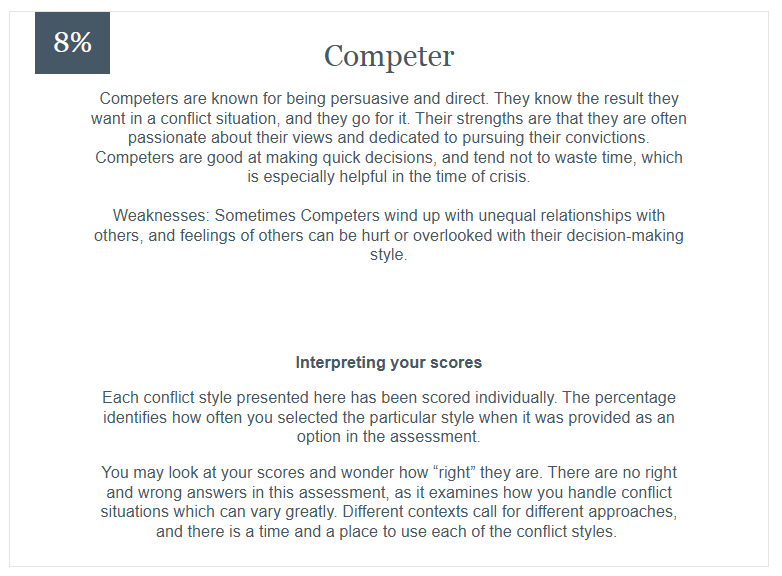 8%
Competer
Competers are known for being persuasive and direct. They know the result they
want in a conflict situation, and they go for it. Their strengths are that they are often
passionate about their views and dedicated to pursuing their convictions.
Competers are good at making quick decisions, and tend not to waste time, which
is especially helpful in the time of crisis.
Weaknesses: Sometimes Competers wind up with unequal relationships with
others, and feelings of others can be hurt or overlooked with their decision-making
style.
Interpreting your scores
Each conflict style presented here has been scored individually. The percentage
identifies how often you selected the particular style when it was provided as an
option in the assessment.
You may look at your scores and wonder how “right” they are. There are no right
and wrong answers in this assessment, as it examines how you handle conflict
situations which can vary greatly. Different contexts call for different approaches,
and there is a time and a place to use each of the conflict styles.